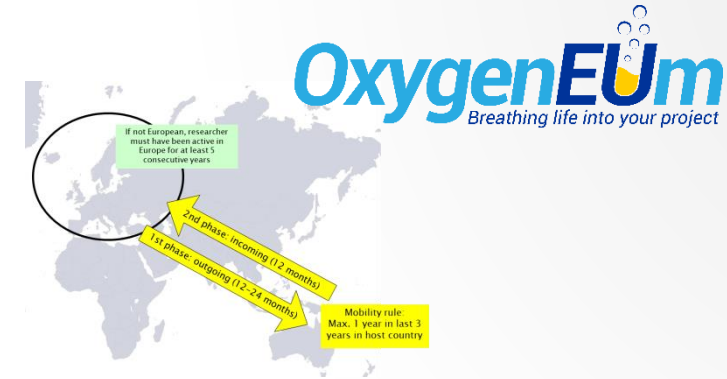 OxygenEUm
Breathing life into your project
If not European, researcher
must have been active in
Europe for at least 5
consecutive years
2nd phase: incoming (12 months)
1st phase: outgoing (12-24 months)
Mobility rule:
Max. 1 year in last 3
years in host country